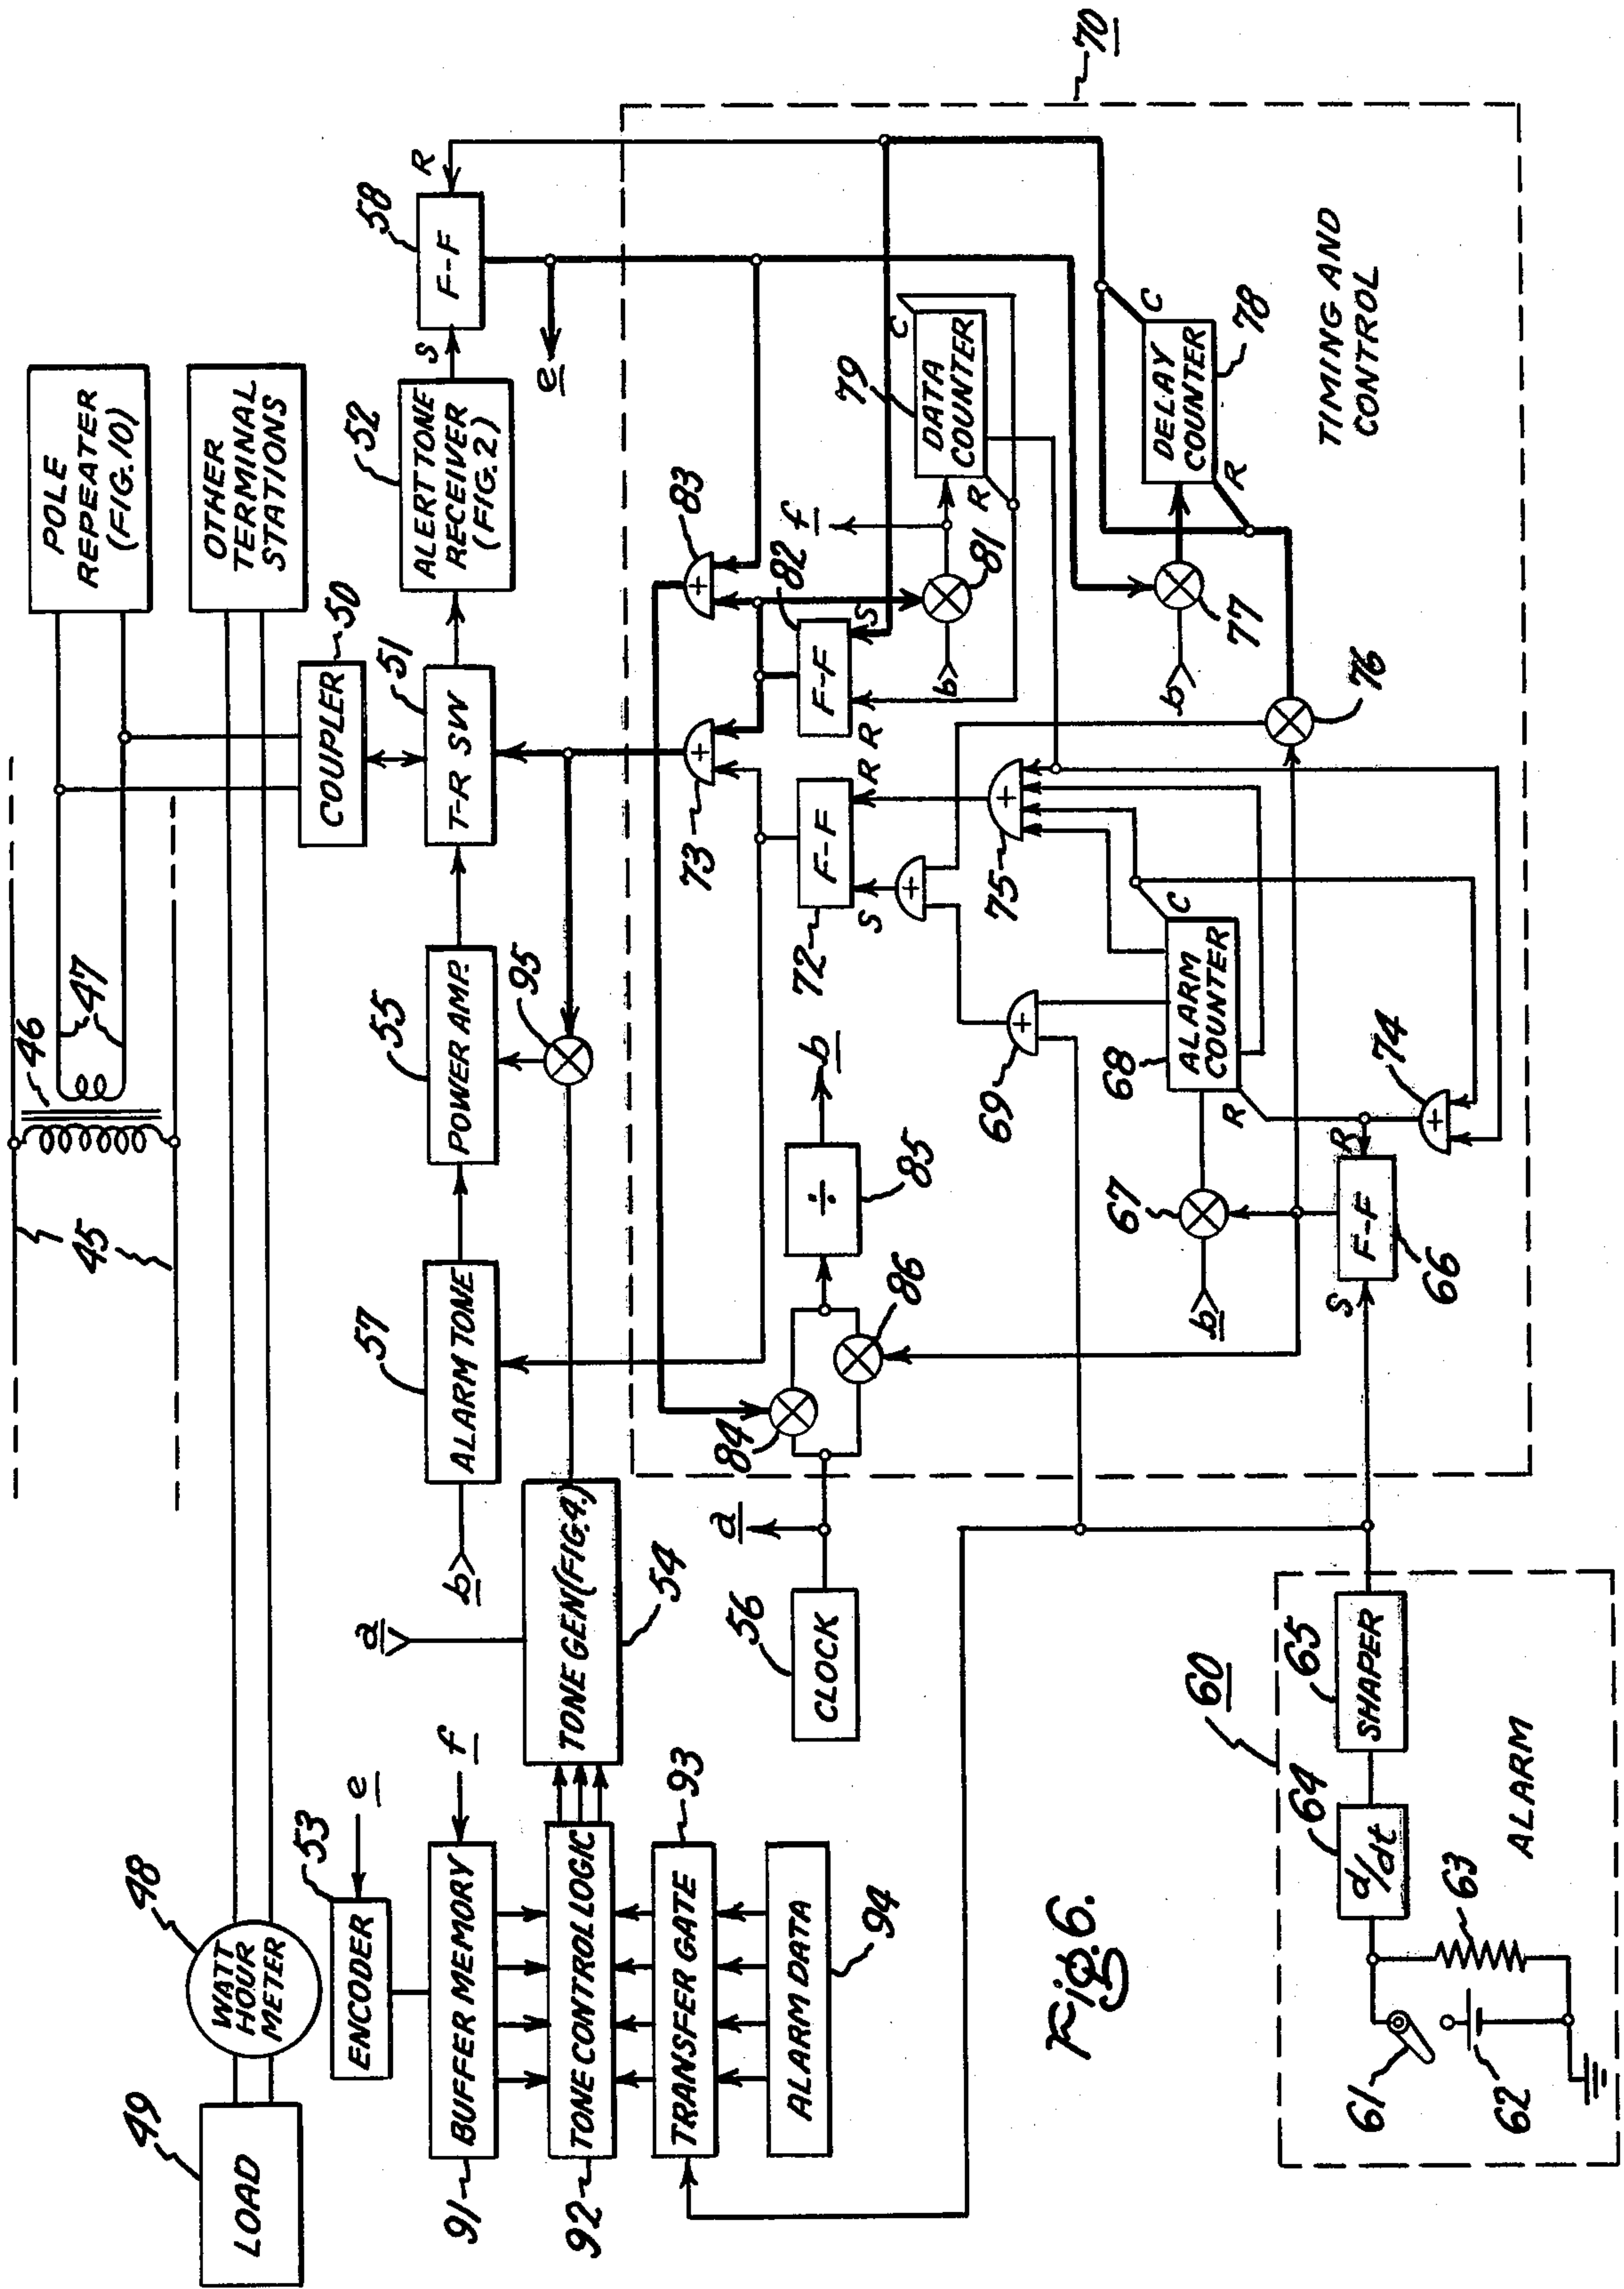 POLE
REPEATER
(FIG.10)
OTHER
TERMINAL
STATIONS
45
46
47
48
WATT
HOUR
METER
49
LOAD
50
COUPLER
51
T-R SW
52
ALERT TONE
RECEIVER
(FIG. 2)
S
58
F-F
R
e
55
POWER AMP.
95
57
ALARM TONE
b
a
TONE GEN (FIG.4)
54
53
ENCODER
e
f
BUFFER MEMORY
91
TONE CONTROL LOGIC
92
TRANSFER GATE
93
ALARM DATA
94
56
CLOCK
a
84
86
÷
85
b
70
TIMING AND
CONTROL
73
+
83
+
72
F-F
S
R
82
F-F
R
S
b
81
f
79
DATA
COUNTER
C
R
+
75
+
69
+
76
b
77
DELAY
COUNTER
78
C
R
68
ALARM
COUNTER
C
R
67
b
74
+
66
F-F
S
R
60
ALARM
65
SHAPER
64
d/dt
63
61
62
Fig. 6.